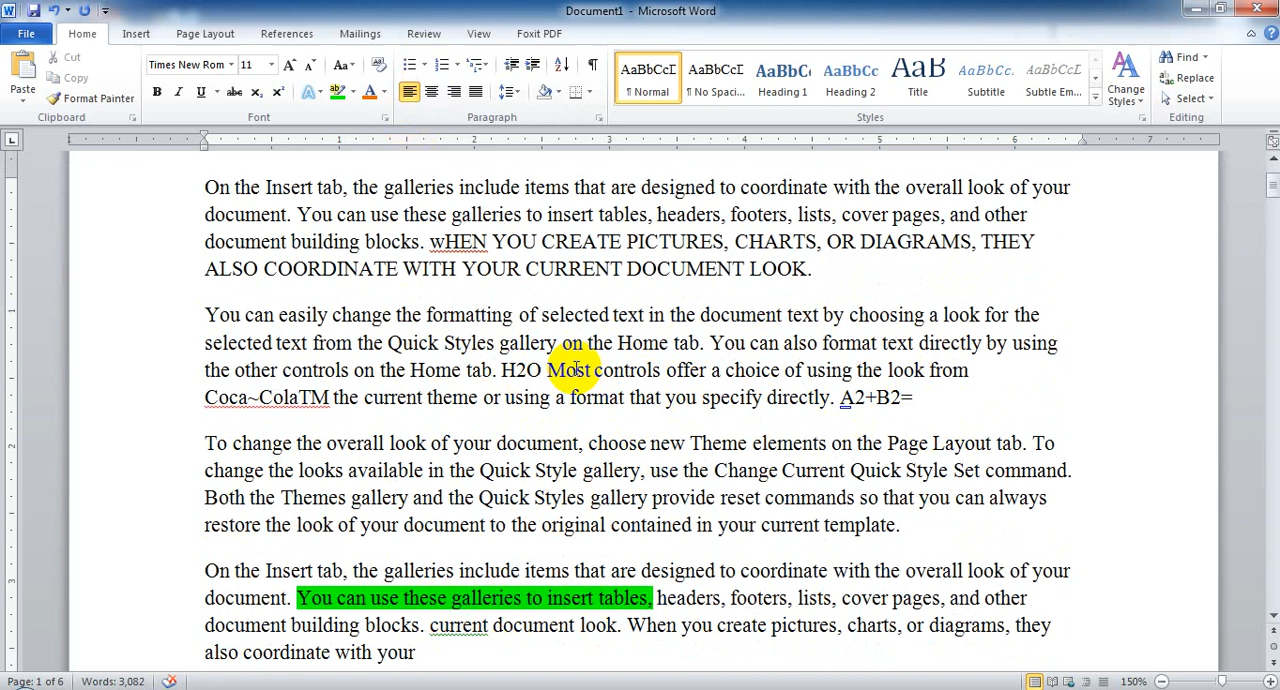 Document1 - Microsoft Word
File Home Insert Page Layout References Mailings Review View Foxit PDF
Paste
Cut
Copy
Format Painter
Clipboard
Times New Rom 11 Aa
B I U abc X₂ X² A A
Font
Paragraph
AaBbCcI AaBbCcI AaBbC AaBbCc AaB AaBbCc. AaBbCcD
¶ Normal ¶ No Spaci... Heading 1 Heading 2 Title Subtitle Subtle Em...
Change Styles
Styles
Find
Replace
Select
Editing
1 2 3 4 5 6 7
On the Insert tab, the galleries include items that are designed to coordinate with the overall look of your
document. You can use these galleries to insert tables, headers, footers, lists, cover pages, and other
document building blocks. wHEN YOU CREATE PICTURES, CHARTS, OR DIAGRAMS, THEY
ALSO COORDINATE WITH YOUR CURRENT DOCUMENT LOOK.
You can easily change the formatting of selected text in the document text by choosing a look for the
selected text from the Quick Styles gallery on the Home tab. You can also format text directly by using
the other controls on the Home tab. H2O Most controls offer a choice of using the look from
Coca~ColaTM the current theme or using a format that you specify directly. A2+B2=
To change the overall look of your document, choose new Theme elements on the Page Layout tab. To
change the looks available in the Quick Style gallery, use the Change Current Quick Style Set command.
Both the Themes gallery and the Quick Styles gallery provide reset commands so that you can always
restore the look of your document to the original contained in your current template.
On the Insert tab, the galleries include items that are designed to coordinate with the overall look of your
document. You can use these galleries to insert tables, headers, footers, lists, cover pages, and other
document building blocks. current document look. When you create pictures, charts, or diagrams, they
also coordinate with your
Page: 1 of 6 Words: 3,082 150%